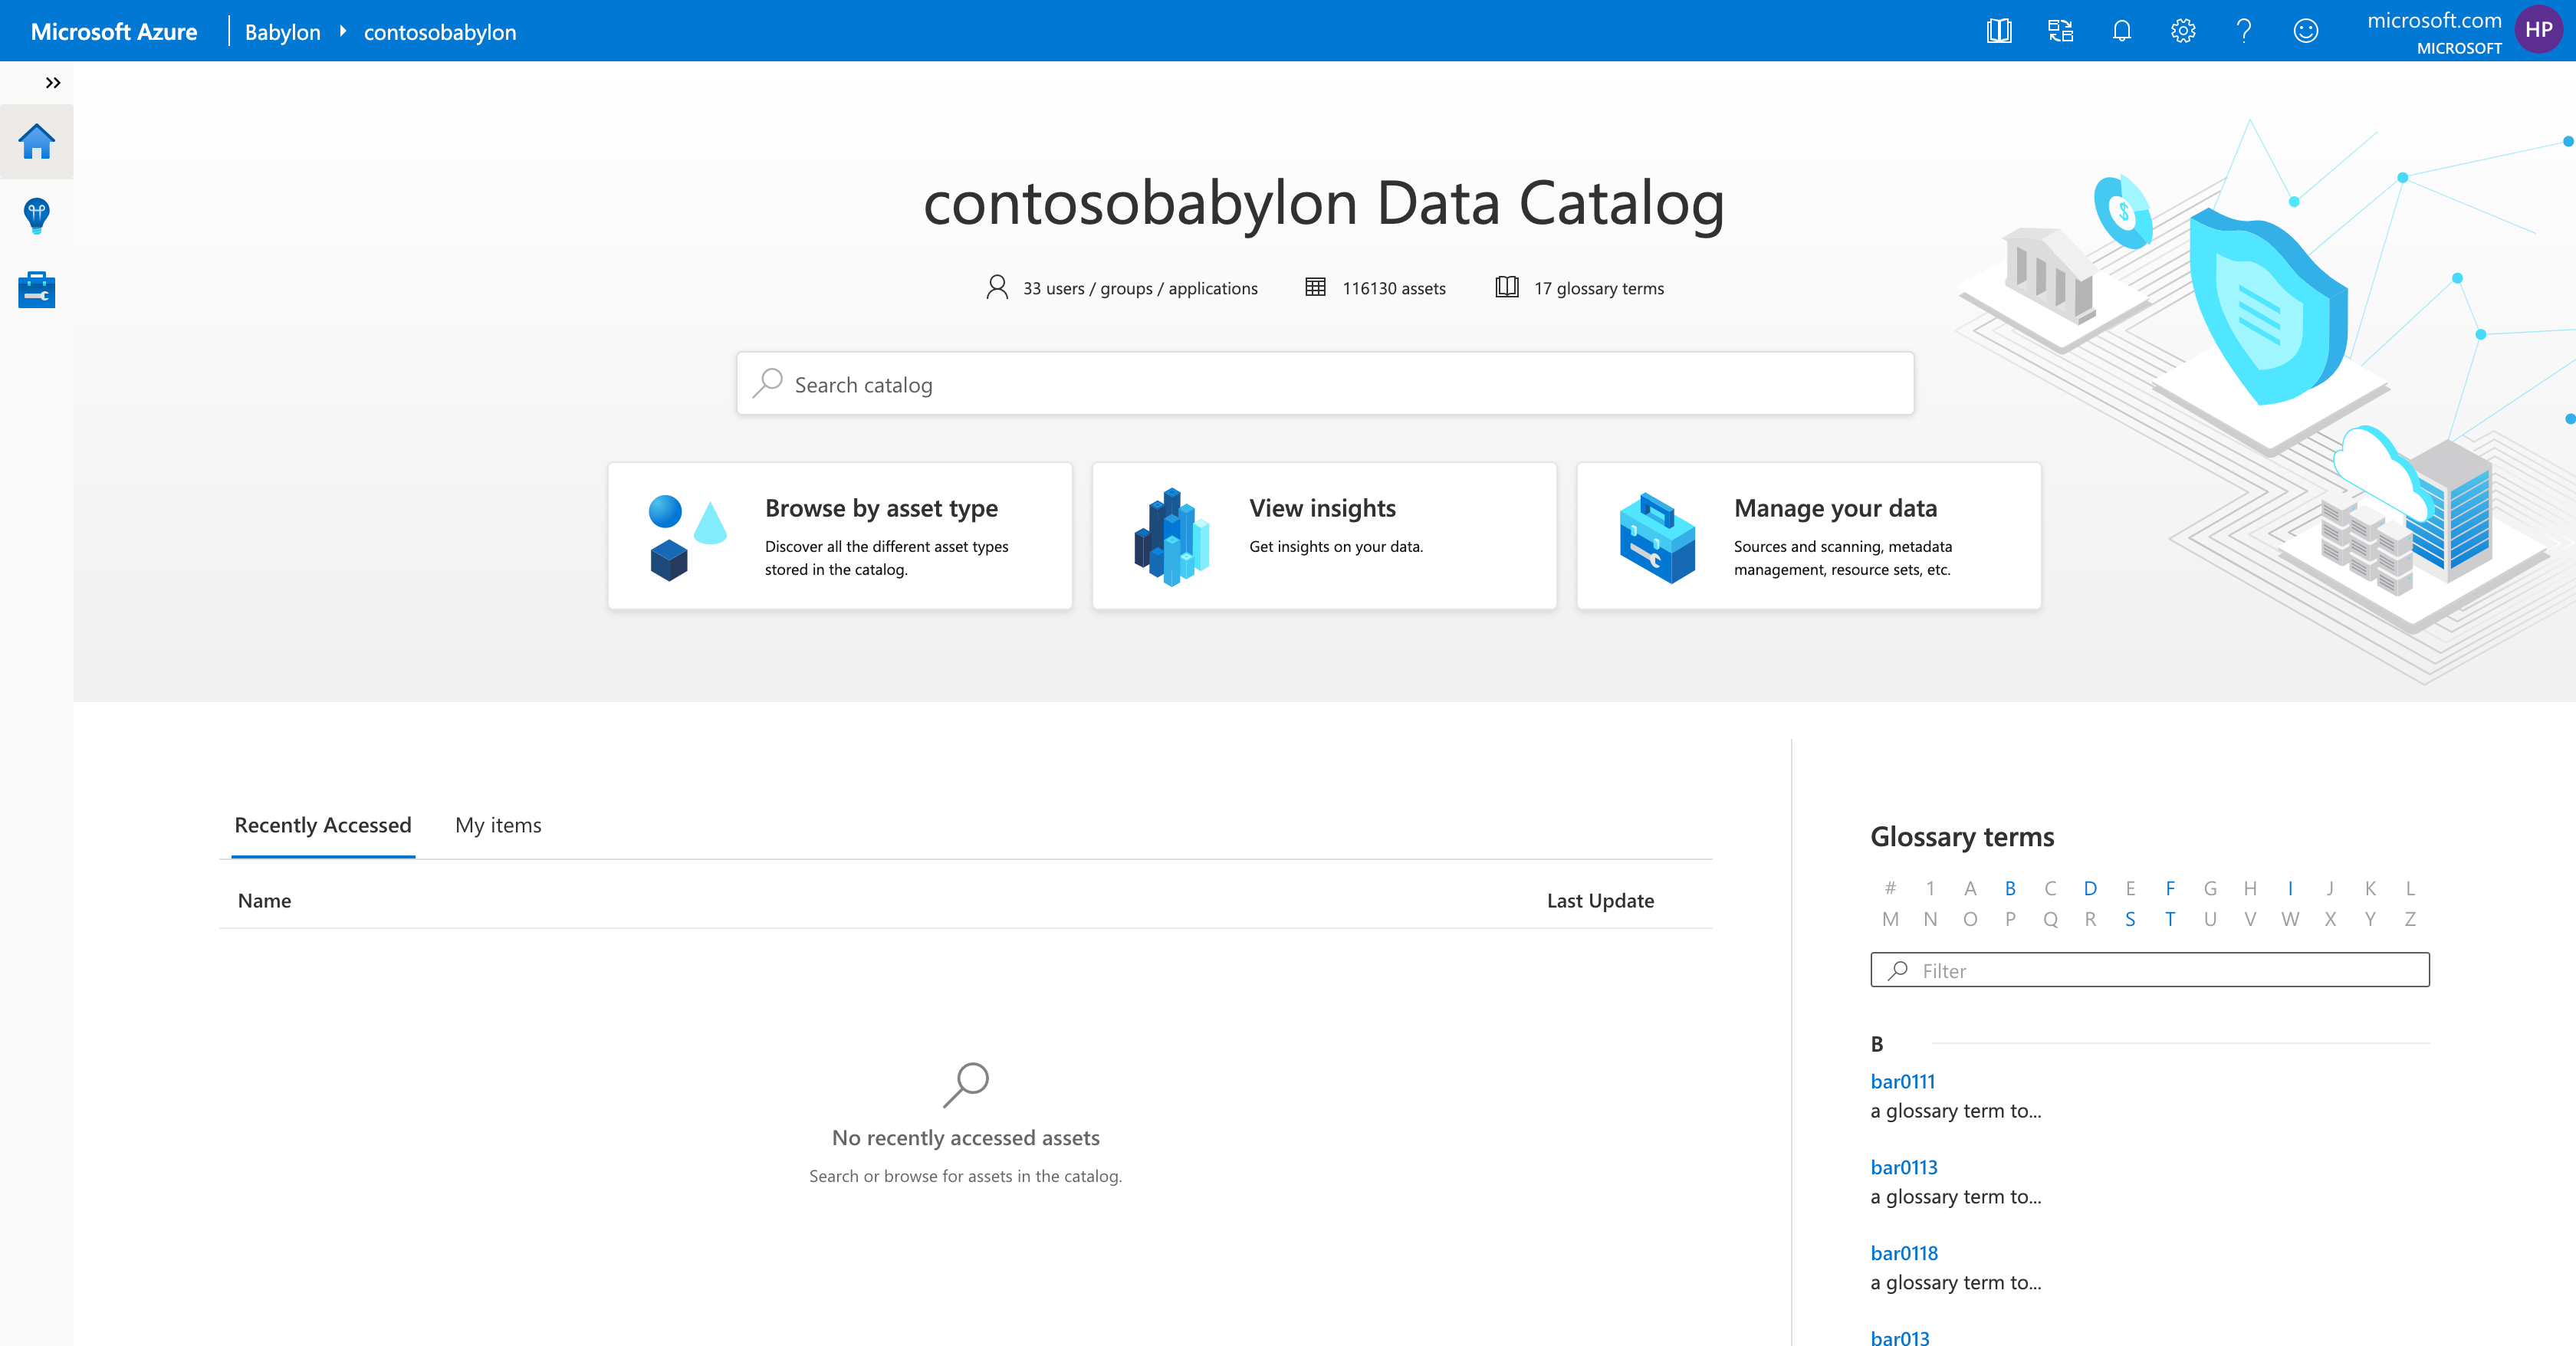 Microsoft Azure
Babylon
contosobabylon
microsoft.com
MICROSOFT
HP
contosobabylon Data Catalog
33 users / groups / applications
116130 assets
17 glossary terms
Search catalog
Browse by asset type
Discover all the different asset types
stored in the catalog.
View insights
Get insights on your data.
Manage your data
Sources and scanning, metadata
management, resource sets, etc.
Recently Accessed
My items
Name
Last Update
No recently accessed assets
Search or browse for assets in the catalog.
Glossary terms
# 1 A B C D E F G H I J K L
M N O P Q R S T U V W X Y Z
Filter
B
bar0111
a glossary term to...
bar0113
a glossary term to...
bar0118
a glossary term to...
bar013